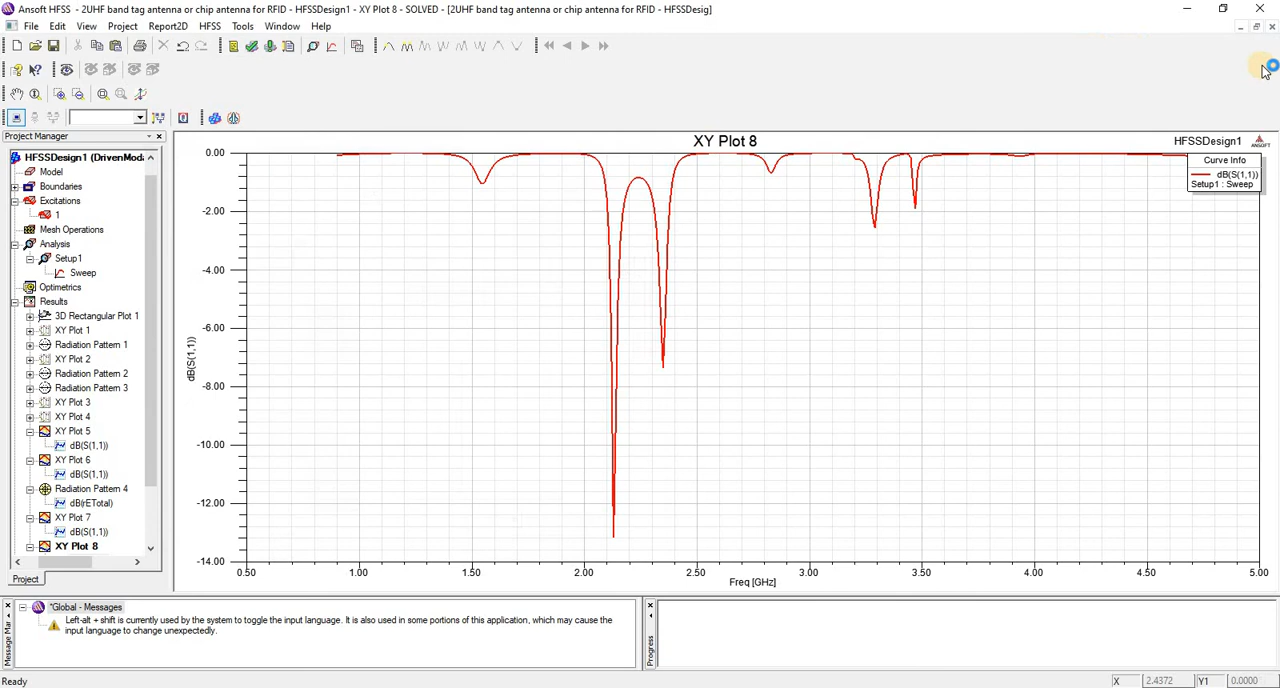 Ansoft HFSS - 2UHF band tag antenna or chip antenna for RFID - HFSSDesign1 - XY Plot 8 - SOLVED - [2UHF band tag antenna or chip antenna for RFID - HFSSDesig]
File Edit View Project Report2D HFSS Tools Window Help
Project Manager
HFSSDesign1 (DrivenModa
Model
Boundaries
Excitations
1
Mesh Operations
Analysis
Setup1
Sweep
Optimetrics
Results
3D Rectangular Plot 1
XY Plot 1
Radiation Pattern 1
XY Plot 2
Radiation Pattern 2
Radiation Pattern 3
XY Plot 3
XY Plot 4
XY Plot 5
dB(S(1,1))
XY Plot 6
dB(S(1,1))
Radiation Pattern 4
dB(rETotal)
XY Plot 7
dB(S(1,1))
XY Plot 8
Project
XY Plot 8
HFSSDesign1
ANSOFT
Curve Info
dB(S(1,1))
Setup1 : Sweep
0.00
-2.00
-4.00
-6.00
-8.00
-10.00
-12.00
-14.00
dB(S(1,1))
0.50 1.00 1.50 2.00 2.50 3.00 3.50 4.00 4.50 5.00
Freq [GHz]
Message Mar
*Global - Messages
Left-alt + shift is currently used by the system to toggle the input language. It is also used in some portions of this application, which may cause the
input language to change unexpectedly.
Progress
Ready
X 2.4372 Y1 0.0000